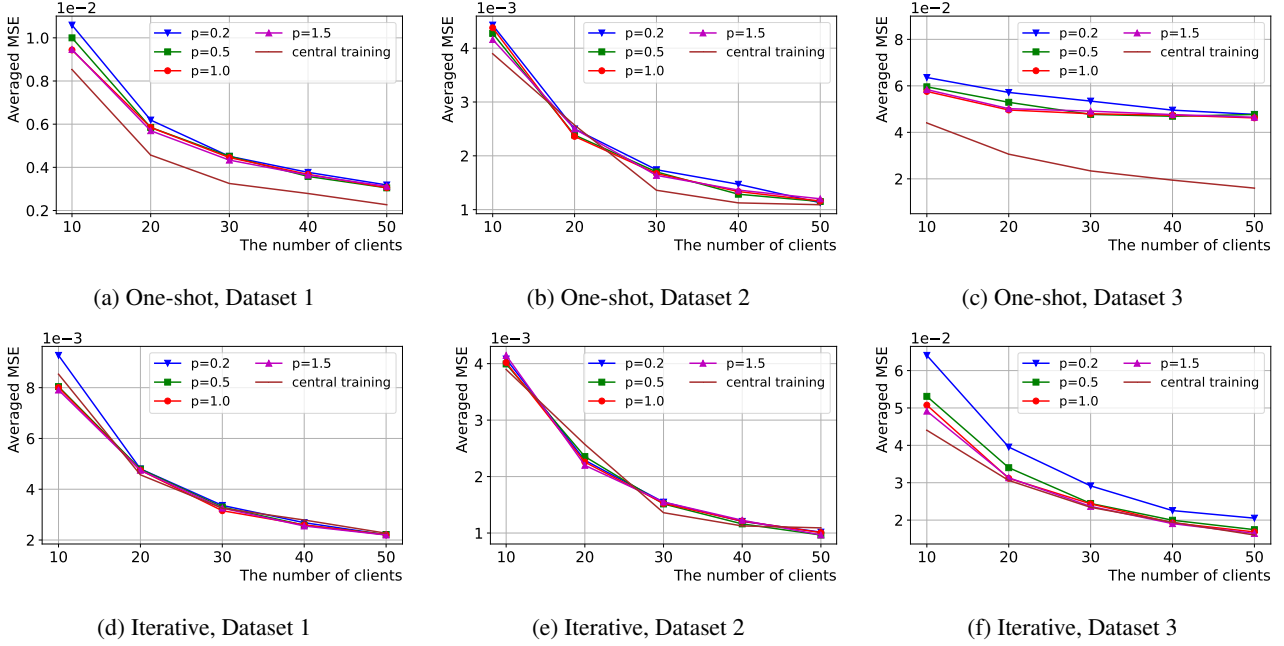 1e−2
Averaged MSE
1.0
0.8
0.6
0.4
0.2
p=0.2
p=0.5
p=1.0
p=1.5
central training
10 20 30 40 50
The number of clients
(a) One-shot, Dataset 1
1e−3
Averaged MSE
4
3
2
1
p=0.2
p=0.5
p=1.0
p=1.5
central training
10 20 30 40 50
The number of clients
(b) One-shot, Dataset 2
1e−2
Averaged MSE
8
6
4
2
p=0.2
p=0.5
p=1.0
p=1.5
central training
10 20 30 40 50
The number of clients
(c) One-shot, Dataset 3
1e−3
Averaged MSE
8
6
4
2
p=0.2
p=0.5
p=1.0
p=1.5
central training
10 20 30 40 50
The number of clients
(d) Iterative, Dataset 1
1e−3
Averaged MSE
4
3
2
1
p=0.2
p=0.5
p=1.0
p=1.5
central training
10 20 30 40 50
The number of clients
(e) Iterative, Dataset 2
1e−2
Averaged MSE
6
5
4
3
2
p=0.2
p=0.5
p=1.0
p=1.5
central training
10 20 30 40 50
The number of clients
(f) Iterative, Dataset 3